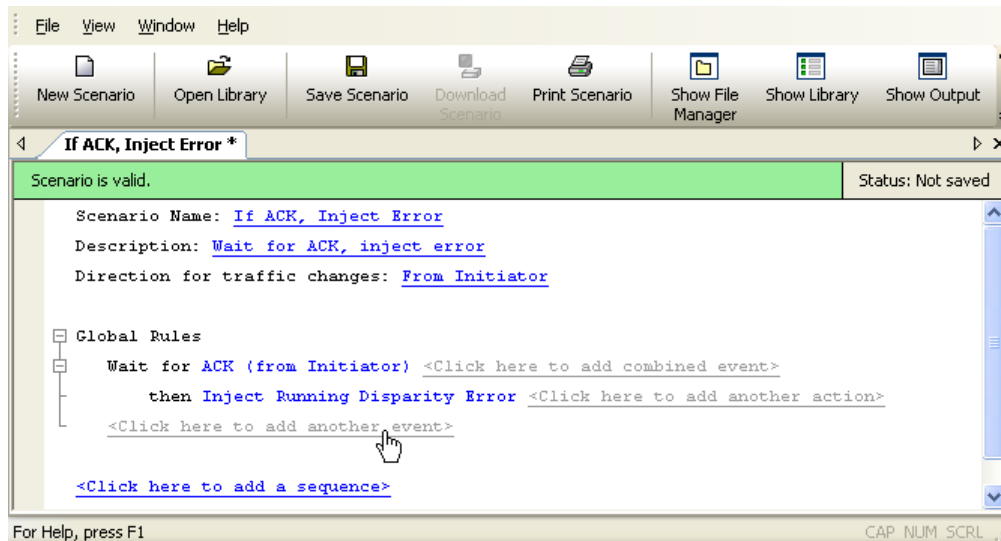 File View Window Help
New Scenario Open Library Save Scenario Download Scenario Print Scenario Show File Manager Show Library Show Output
If ACK, Inject Error *
Scenario is valid. Status: Not saved
Scenario Name: If ACK, Inject Error
Description: Wait for ACK, inject error
Direction for traffic changes: From Initiator
Global Rules
Wait for ACK (from Initiator) <Click here to add combined event>
then Inject Running Disparity Error <Click here to add another action>
<Click here to add another event>
<Click here to add a sequence>
For Help, press F1 CAP NUM SCRL